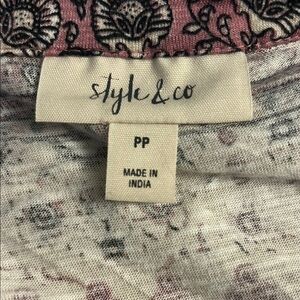 style & co
PP
MADE IN
INDIA